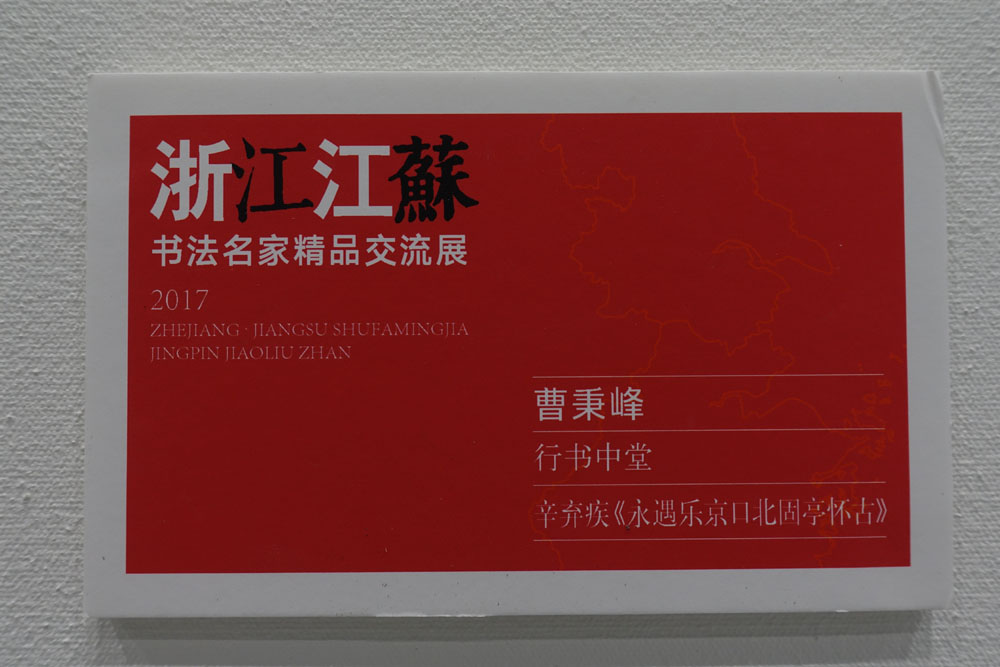 浙江江蘇
书法名家精品交流展
2017
ZHEJIANG · JIANGSU SHUFAMINGJIA
JINGPIN JIAOLIU ZHAN
曹秉峰
行书中堂
辛弃疾《永遇乐京口北固亭怀古》